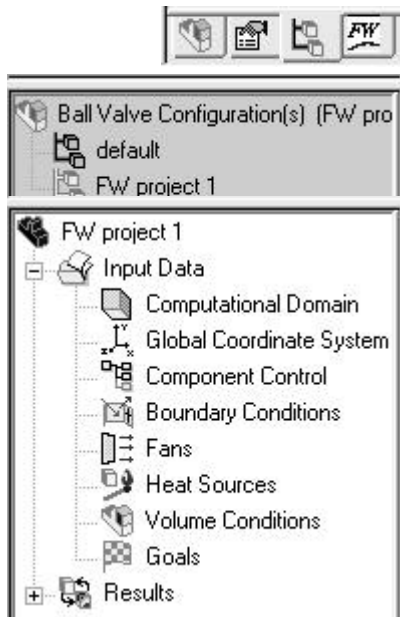 FW
Ball Valve Configuration(s) (FW pro
default
FW project 1
FW project 1
Input Data
Computational Domain
Global Coordinate System
Component Control
Boundary Conditions
Fans
Heat Sources
Volume Conditions
Goals
Results